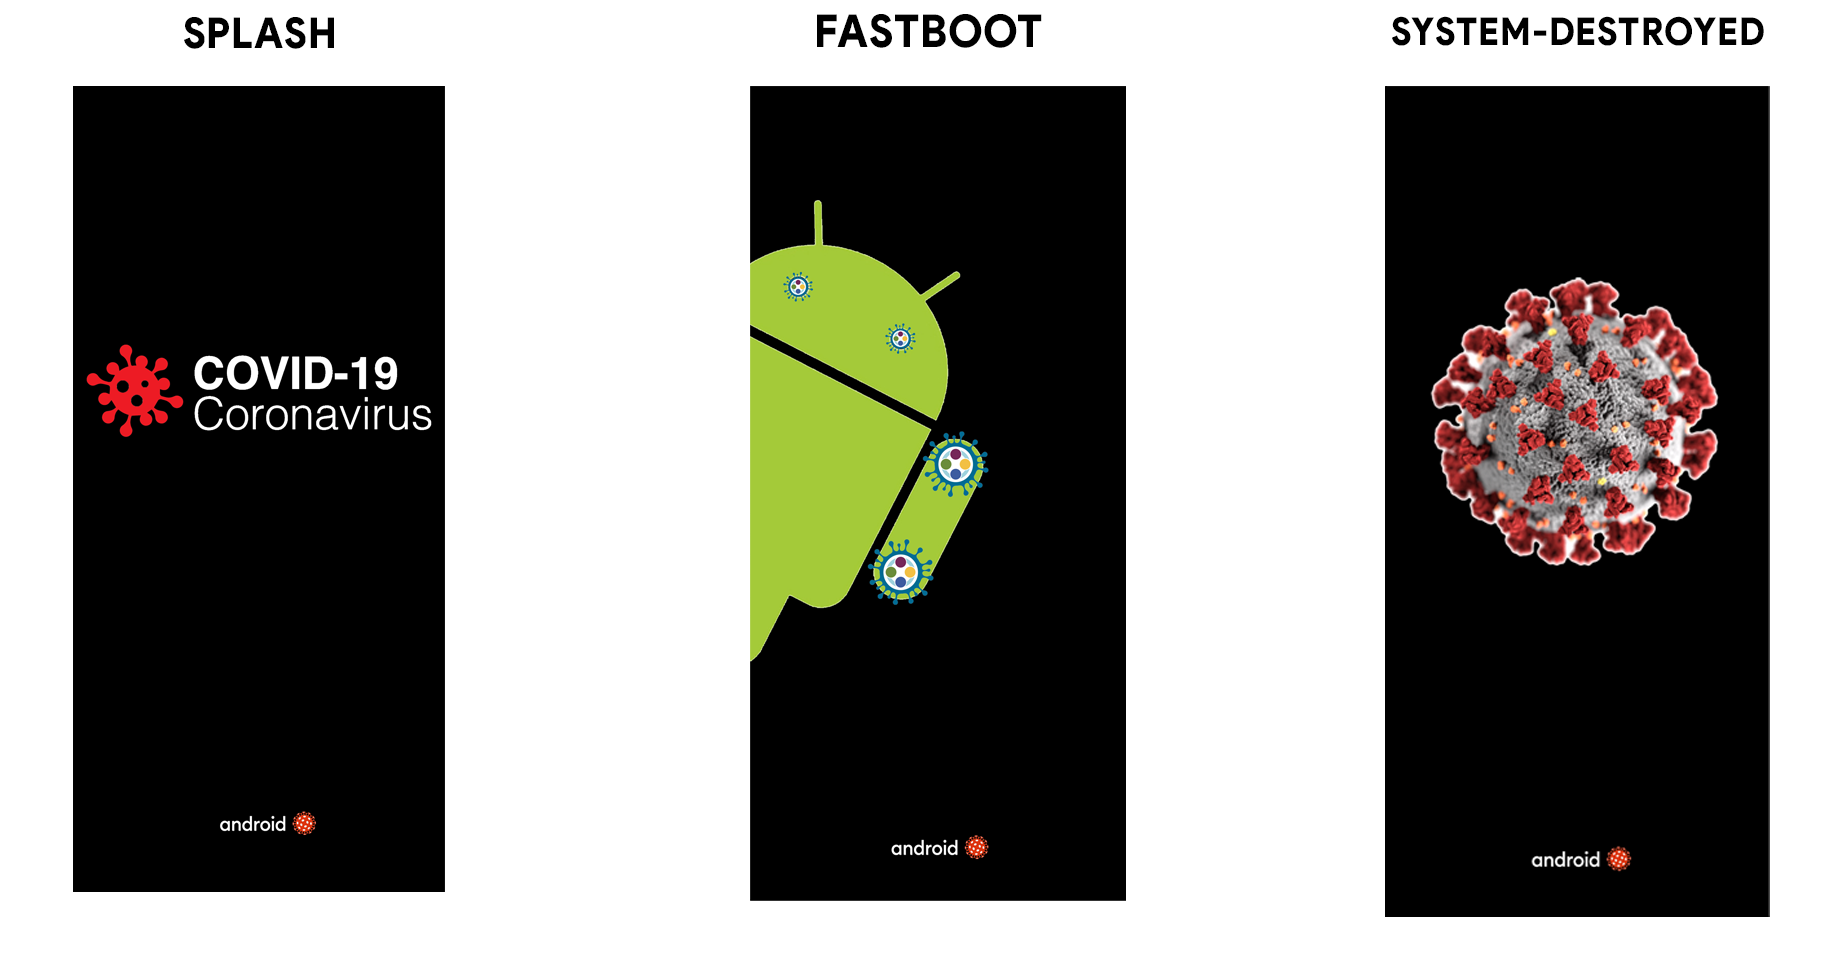 SPLASH
FASTBOOT
SYSTEM-DESTROYED
COVID-19
Coronavirus
android
android
android